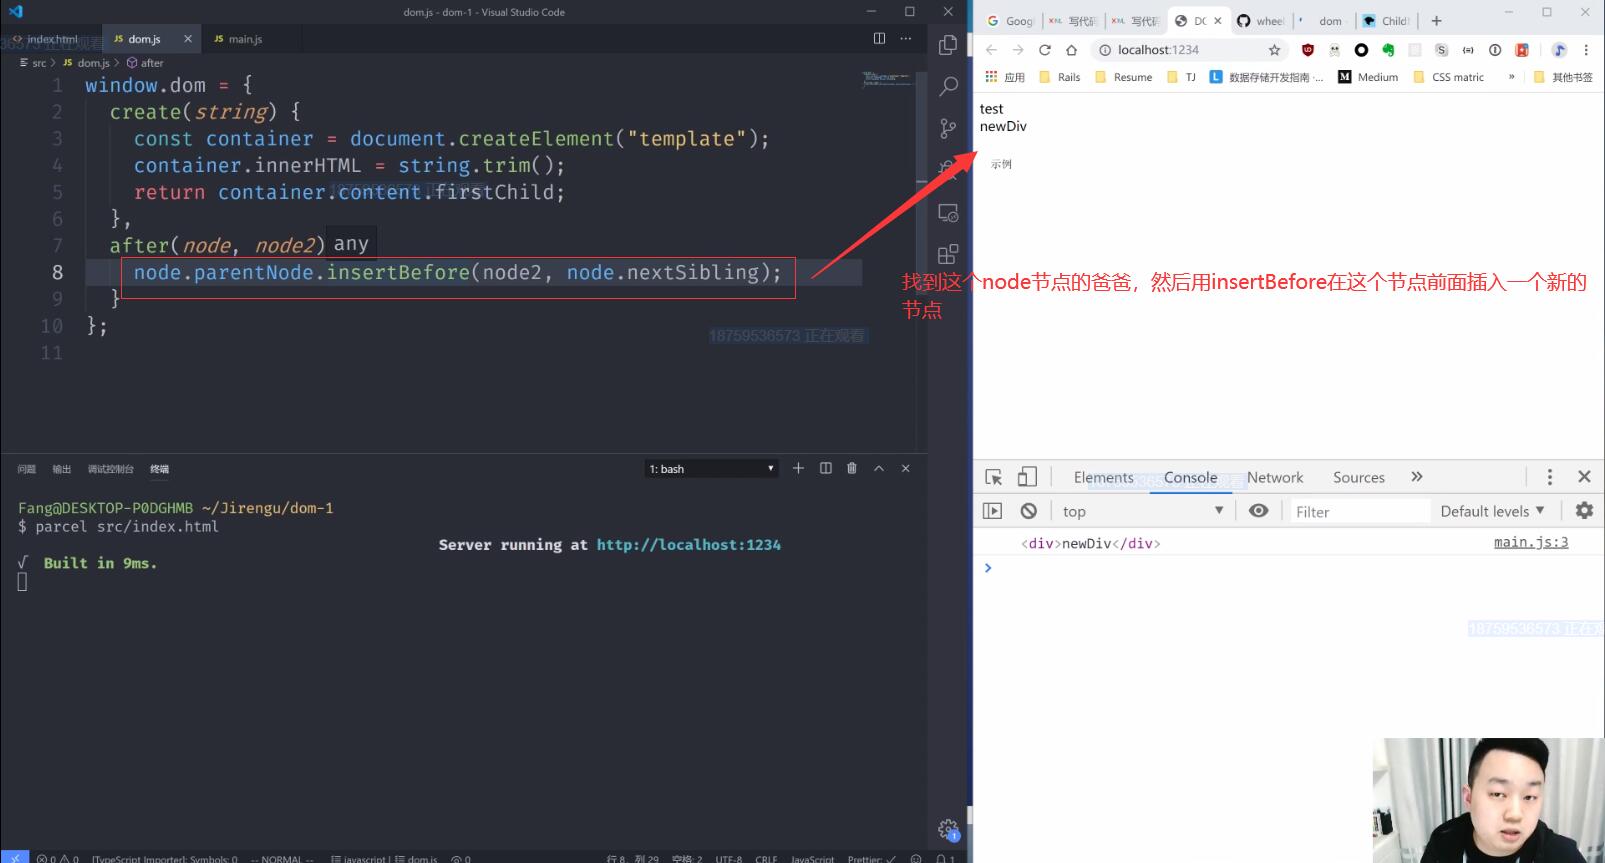 dom.js - dom-1 - Visual Studio Code
index.html
JS dom.js
JS main.js
src > JS dom.js > after
1 window.dom = {
2 create(string) {
3 const container = document.createElement("template");
4 container.innerHTML = string.trim();
5 return container.content.firstChild;
6 },
7 after(node, node2) any
8 node.parentNode.insertBefore(node2, node.nextSibling);
9 }
10 };
11
18759536573 正在观看
找到这个node节点的爸爸，然后用insertBefore在这个节点前面插入一个新的
节点
问题 输出 调试控制台 终端
1: bash
Fang@DESKTOP-P0DGHMB ~/Jirengu/dom-1
$ parcel src/index.html
Server running at http://localhost:1234
√ Built in 9ms.
⊗ 0 ⚠ 0 [TypeScript Importer]: Symbols: 0 -- NORMAL -- javascript | dom.js 0 行 8，列 29 空格: 2 UTF-8 CRLF JavaScript Prettier: ✓ 1
Goog 写代码 写代码 DO whee dom Child
localhost:1234
应用 Rails Resume TJ 数据存储开发指南 · ... Medium CSS matric » 其他书签
test
newDiv
示例
Elements Console Network Sources »
top Filter Default levels ▼
<div>newDiv</div> main.js:3
>
18759536573 正在观